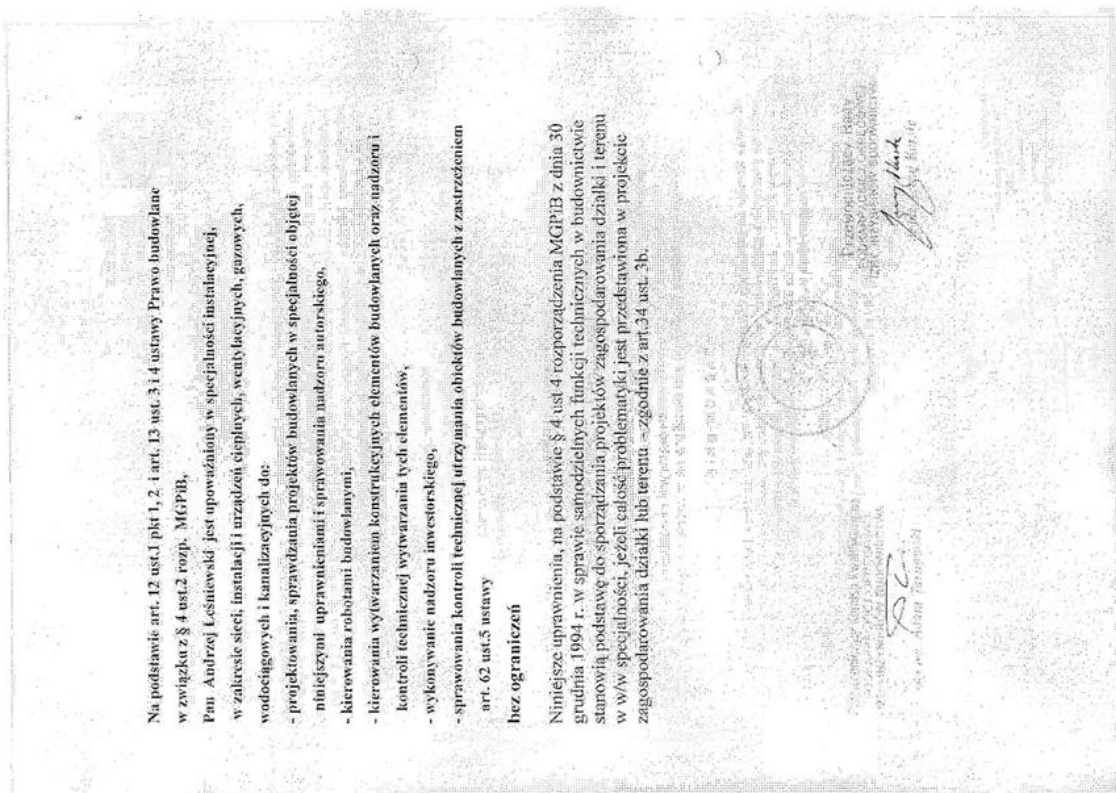 Na podstawie art. 12 ust.1 pkt 1, 2 i art. 13 ust. 3 i 4 ustawy Prawo budowlane
w związku z § 4 ust.2 rozp. MGPiB,
Pan Andrzej Leśniewski jest upoważniony w specjalności instalacyjnej,
w zakresie sieci, instalacji i urządzeń cieplnych, wentylacyjnych, gazowych,
wodociągowych i kanalizacyjnych do:
- projektowania, sprawdzania projektów budowlanych w specjalności objętej
niniejszymi uprawnieniami i sprawowania nadzoru autorskiego,
- kierowania robotami budowlanymi,
- kierowania wytwarzaniem konstrukcyjnych elementów budowlanych oraz nadzoru i
kontroli technicznej wytwarzania tych elementów,
- wykonywanie nadzoru inwestorskiego,
- sprawowania kontroli technicznej utrzymania obiektów budowlanych z zastrzeżeniem
art. 62 ust.5 ustawy
bez ograniczeń
Niniejsze uprawnienia, na podstawie § 4 ust 4 rozporządzenia MGPiB z dnia 30
grudnia 1994 r. w sprawie samodzielnych funkcji technicznych w budownictwie
stanowią podstawę do sporządzania projektów zagospodarowania działki i terenu
w w/w specjalności, jeżeli całość problematyki jest przedstawiona w projekcie
zagospodarowania działki lub terenu – zgodnie z art.34 ust. 3b.